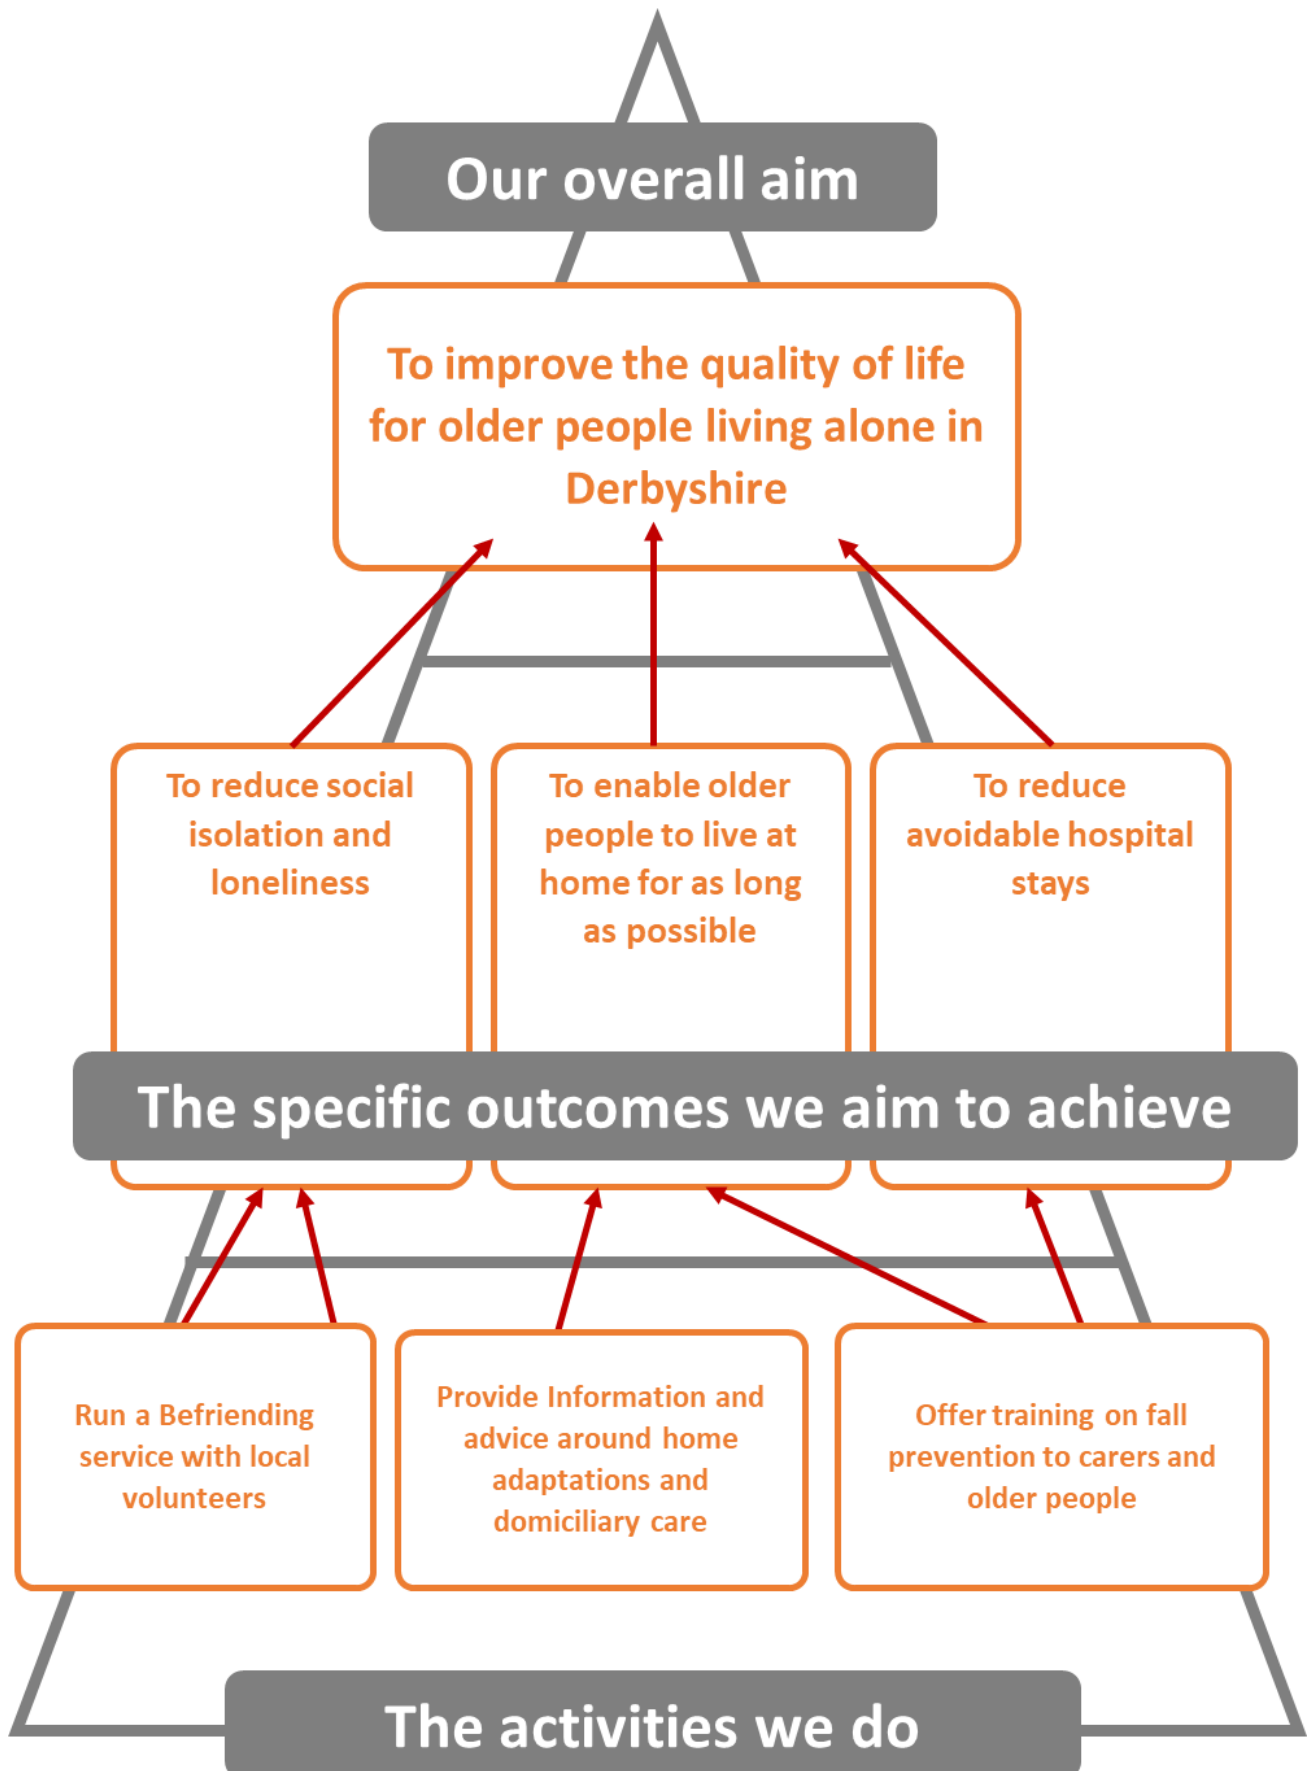 Our overall aim
To improve the quality of life
for older people living alone in
Derbyshire
To reduce social
isolation and
loneliness
To enable older
people to live at
home for as long
as possible
To reduce
avoidable hospital
stays
The specific outcomes we aim to achieve
Run a Befriending
service with local
volunteers
Provide Information and
advice around home
adaptations and
domiciliary care
Offer training on fall
prevention to carers and
older people
The activities we do